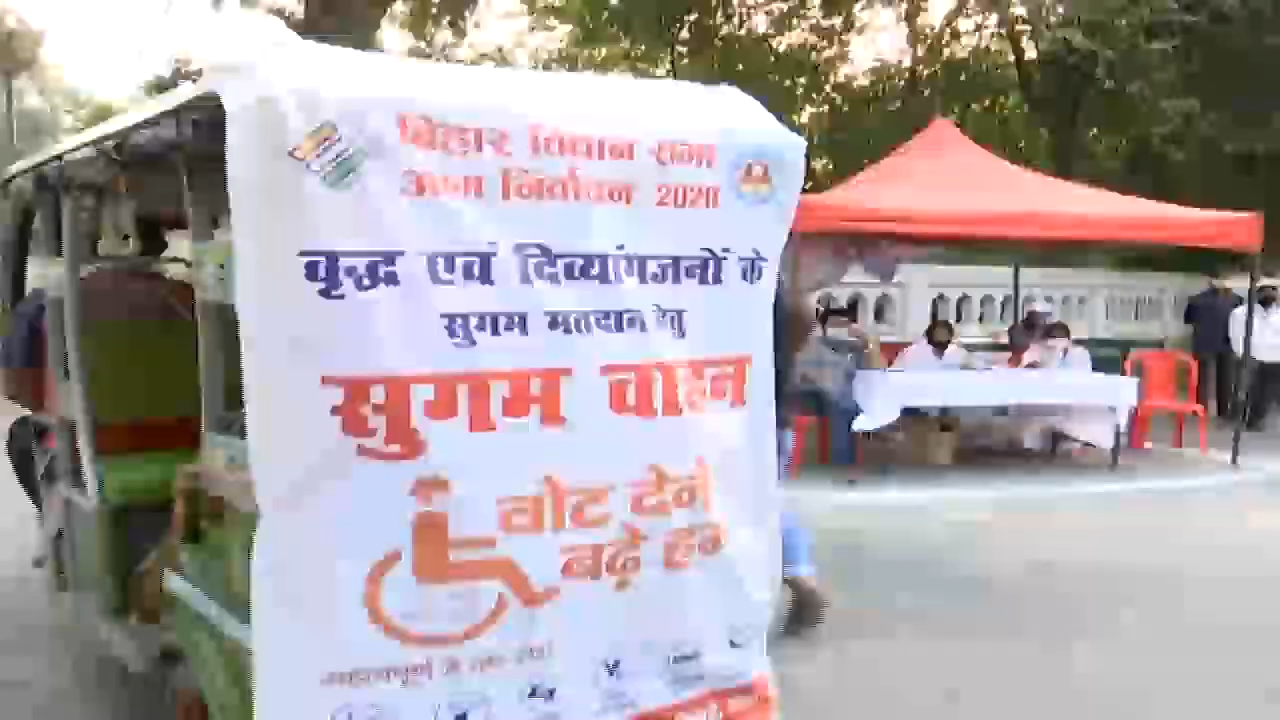 बिहार विधान सभा
आम निर्वाचन 2020
वृद्ध एवं दिव्यांगजनों के
सुगम मतदान हेतु
सुगम वाहन
वोट देने
बढ़े हम